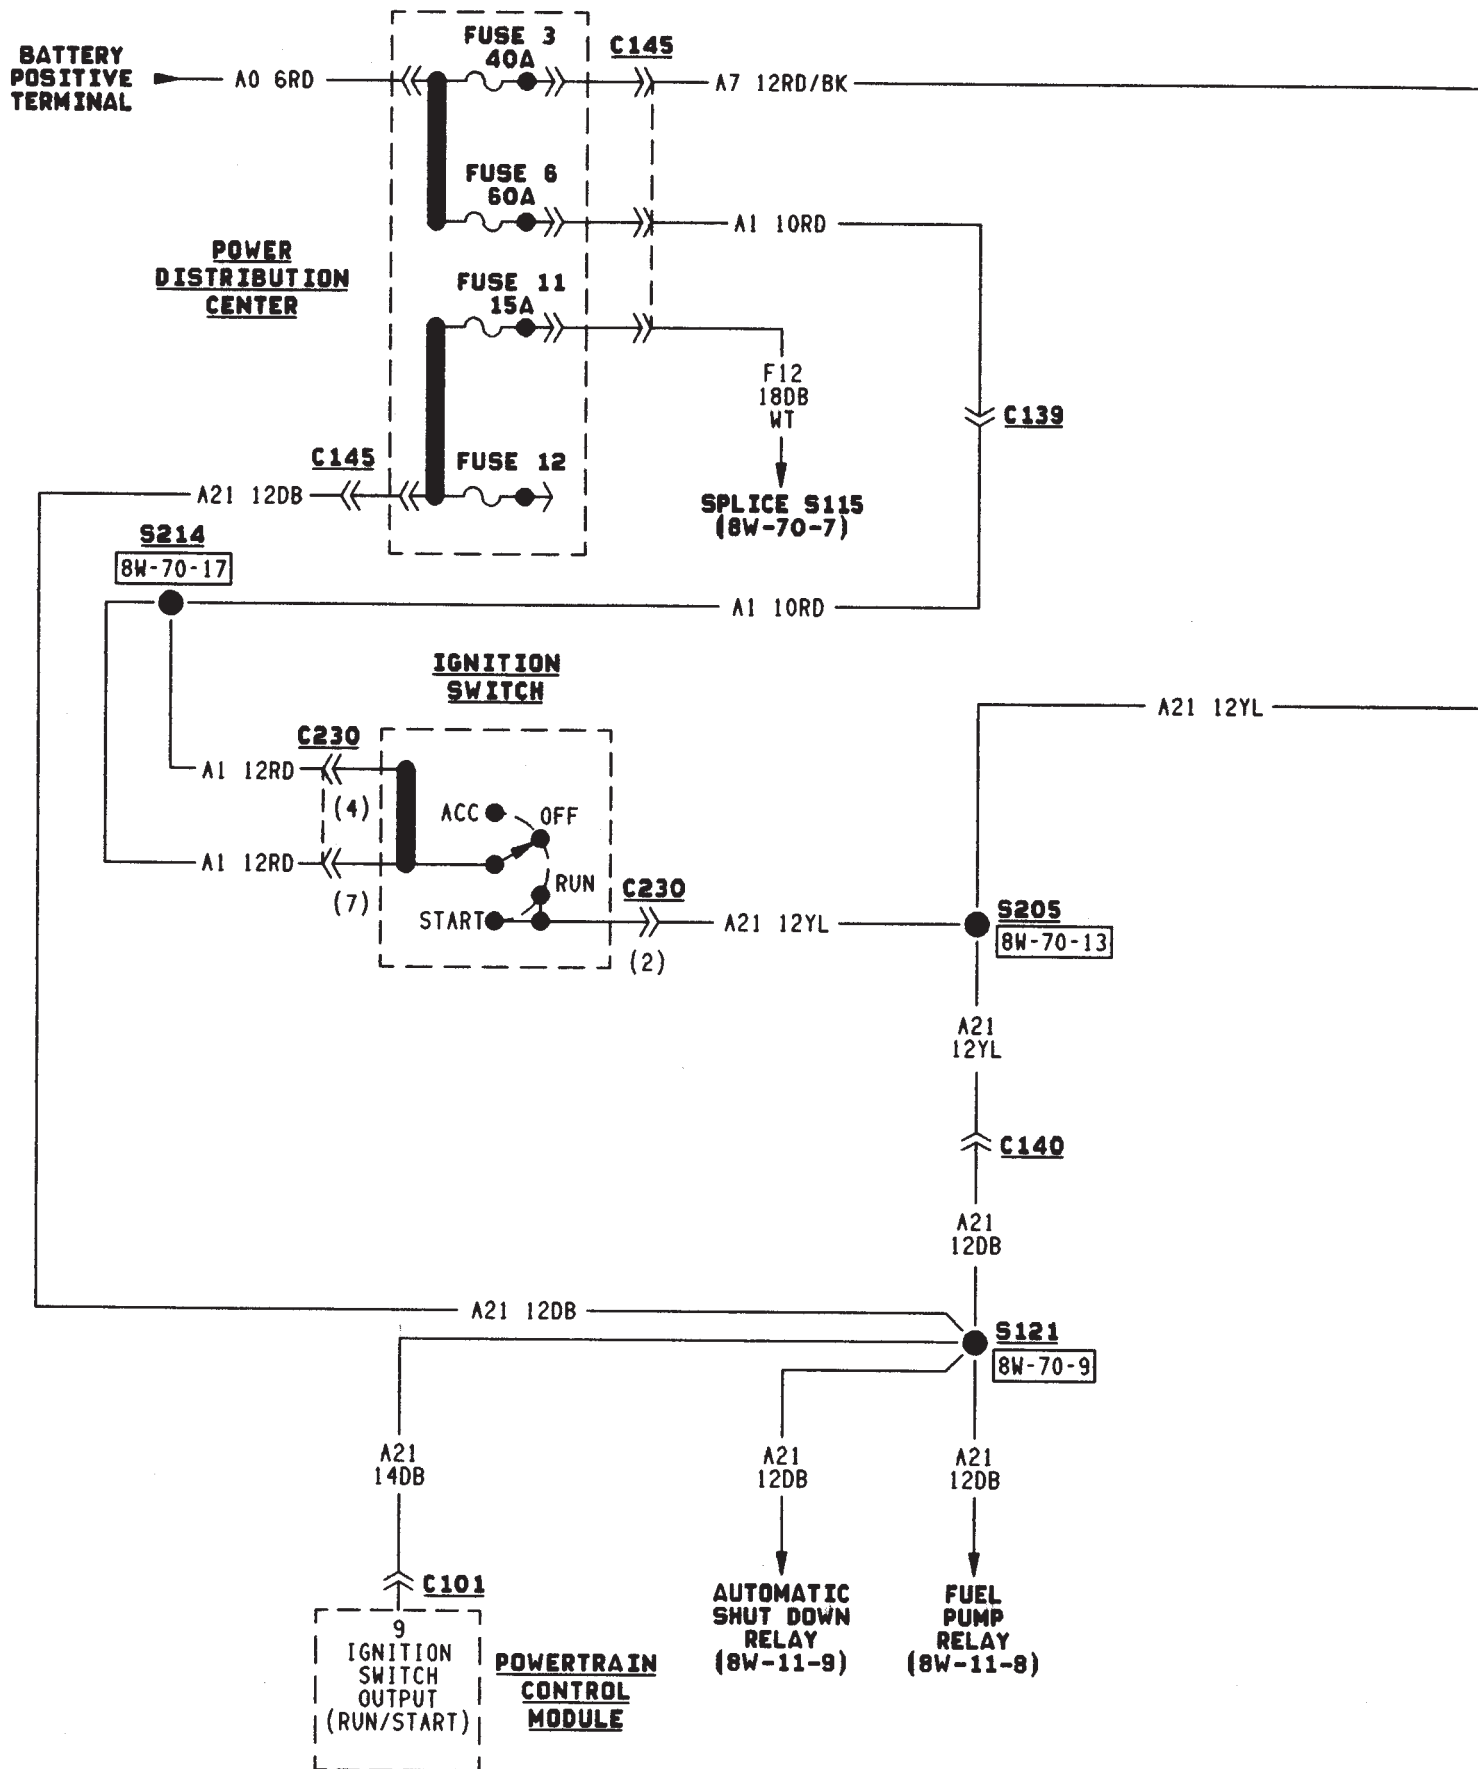 BATTERY
POSITIVE
TERMINAL
A0 6RD
FUSE 3
40A
C145
A7 12RD/BK
FUSE 6
60A
A1 10RD
POWER
DISTRIBUTION
CENTER
FUSE 11
15A
F12
18DB
WT
C139
C145
A21 12DB
FUSE 12
SPLICE S115
(8W-70-7)
S214
8W-70-17
A1 10RD
IGNITION
SWITCH
A21 12YL
C230
A1 12RD
(4)
ACC
OFF
A1 12RD
(7)
RUN
START
C230
A21 12YL
(2)
S205
8W-70-13
A21
12YL
C140
A21
12DB
A21 12DB
S121
8W-70-9
A21
14DB
A21
12DB
A21
12DB
C101
9
IGNITION
SWITCH
OUTPUT
(RUN/START)
POWERTRAIN
CONTROL
MODULE
AUTOMATIC
SHUT DOWN
RELAY
(8W-11-9)
FUEL
PUMP
RELAY
(8W-11-8)